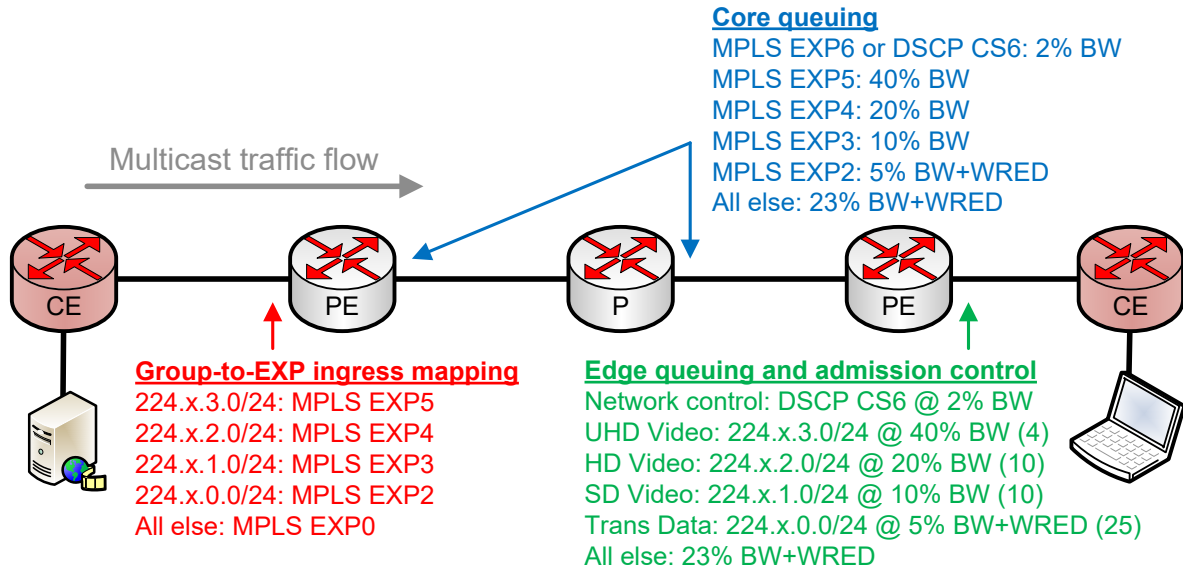 Core queuing
MPLS EXP6 or DSCP CS6: 2% BW
MPLS EXP5: 40% BW
MPLS EXP4: 20% BW
MPLS EXP3: 10% BW
MPLS EXP2: 5% BW+WRED
All else: 23% BW+WRED
Multicast traffic flow
CE
PE
P
PE
CE
Group-to-EXP ingress mapping
224.x.3.0/24: MPLS EXP5
224.x.2.0/24: MPLS EXP4
224.x.1.0/24: MPLS EXP3
224.x.0.0/24: MPLS EXP2
All else: MPLS EXP0
Edge queuing and admission control
Network control: DSCP CS6 @ 2% BW
UHD Video: 224.x.3.0/24 @ 40% BW (4)
HD Video: 224.x.2.0/24 @ 20% BW (10)
SD Video: 224.x.1.0/24 @ 10% BW (10)
Trans Data: 224.x.0.0/24 @ 5% BW+WRED (25)
All else: 23% BW+WRED